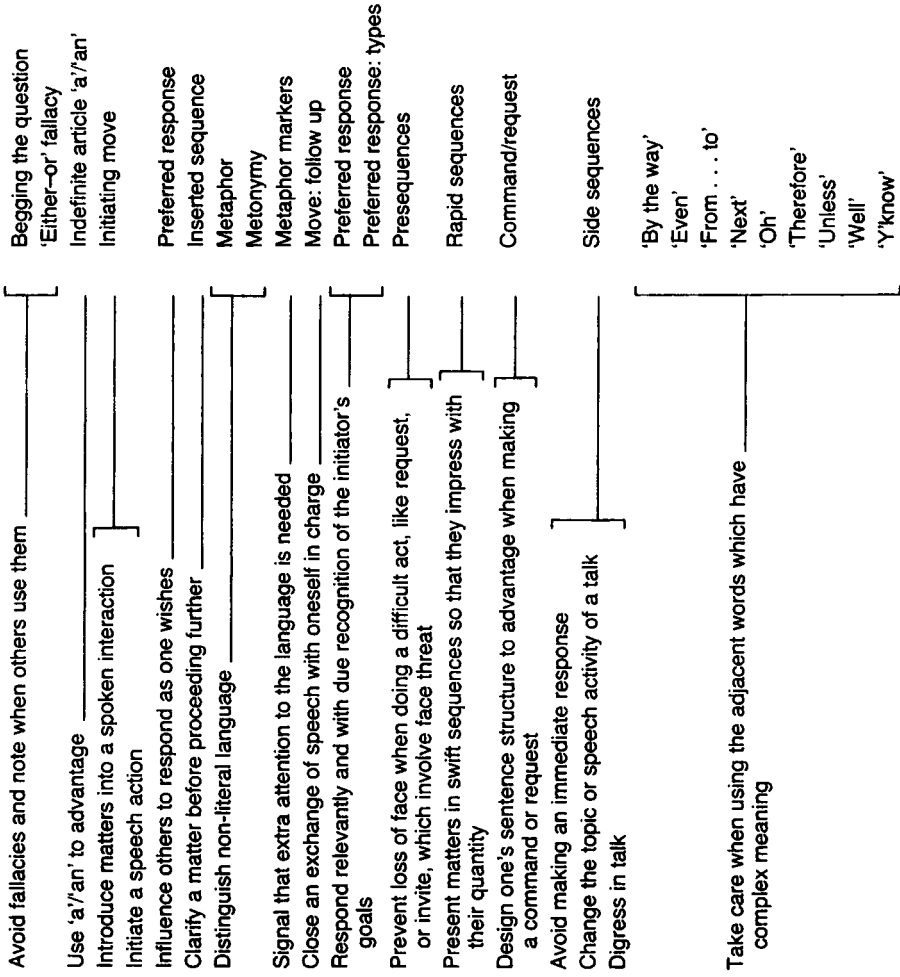 Avoid fallacies and note when others use them
Begging the question
'Either–or' fallacy
Use 'a'/'an' to advantage
Indefinite article 'a'/'an'
Introduce matters into a spoken interaction
Initiate a speech action
Initiating move
Influence others to respond as one wishes
Preferred response
Clarify a matter before proceeding further
Inserted sequence
Distinguish non-literal language
Metaphor
Metonymy
Signal that extra attention to the language is needed
Metaphor markers
Close an exchange of speech with oneself in charge
Move: follow up
Respond relevantly and with due recognition of the initiator's
goals
Preferred response
Preferred response: types
Prevent loss of face when doing a difficult act, like request,
or invite, which involve face threat
Presequences
Present matters in swift sequences so that they impress with
their quantity
Rapid sequences
Design one's sentence structure to advantage when making
a command or request
Command/request
Avoid making an immediate response
Change the topic or speech activity of a talk
Digress in talk
Side sequences
Take care when using the adjacent words which have
complex meaning
'By the way'
'Even'
'From . . . to'
'Next'
'Oh'
'Therefore'
'Unless'
'Well'
'Y'know'